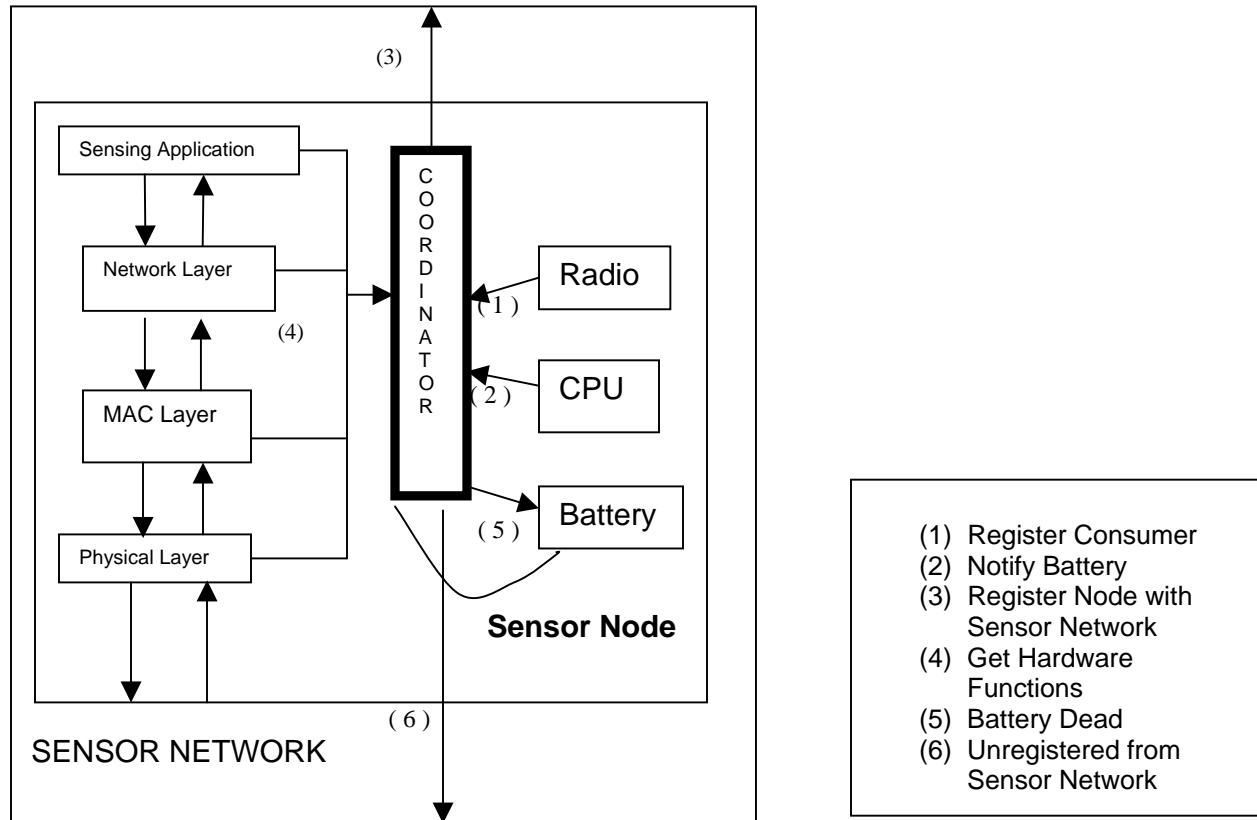 (3)
Sensing Application
C
O
O
R
D
I
N
A
T
O
R
Network Layer
Radio
( 1 )
(4)
CPU
( 2 )
MAC Layer
Battery
( 5 )
Physical Layer
Sensor Node
( 6 )
SENSOR NETWORK
(1) Register Consumer
(2) Notify Battery
(3) Register Node with
Sensor Network
(4) Get Hardware
Functions
(5) Battery Dead
(6) Unregistered from
Sensor Network